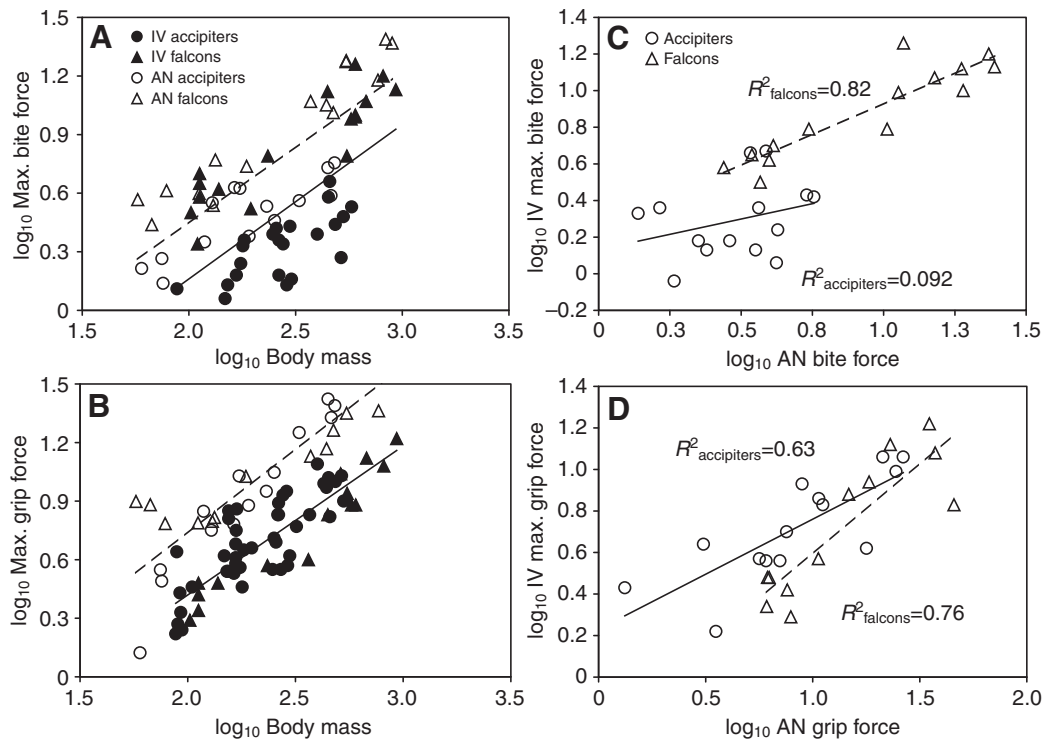 A
IV accipiters
IV falcons
AN accipiters
AN falcons
log10 Max. bite force
1.5
1.2
0.9
0.6
0.3
0
1.5 2.0 2.5 3.0 3.5
log10 Body mass
C
Accipiters
Falcons
R2falcons=0.82
R2accipiters=0.092
log10 IV max. bite force
1.4
1.2
1.0
0.8
0.6
0.4
0.2
0
–0.2
0 0.3 0.5 0.8 1.0 1.3 1.5
log10 AN bite force
B
log10 Max. grip force
1.5
1.2
0.9
0.6
0.3
0
1.5 2.0 2.5 3.0 3.5
log10 Body mass
D
R2accipiters=0.63
R2falcons=0.76
log10 IV max. grip force
1.4
1.2
1.0
0.8
0.6
0.4
0.2
0
0 0.5 1.0 1.5 2.0
log10 AN grip force